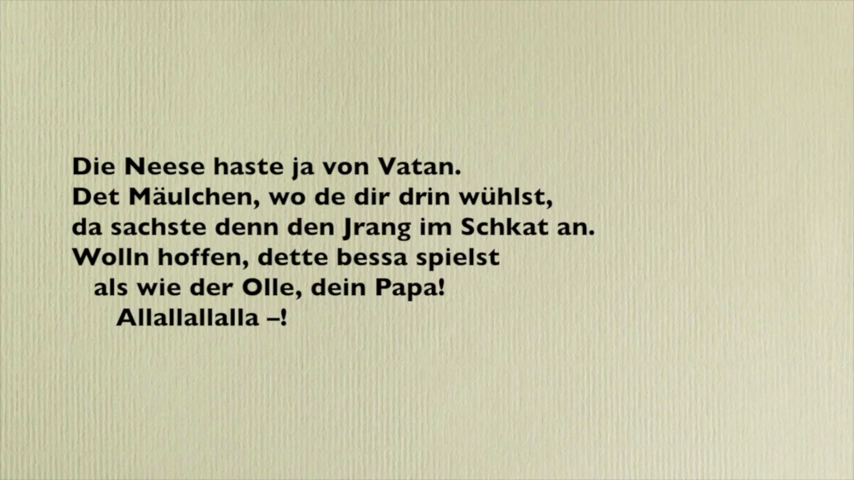 Die Neese haste ja von Vatan.
Det Mäulchen, wo de dir drin wühlst,
da sachste denn den Jrang im Schkat an.
Wolln hoffen, dette bessa spielst
als wie der Olle, dein Papa!
Allallallalla –!